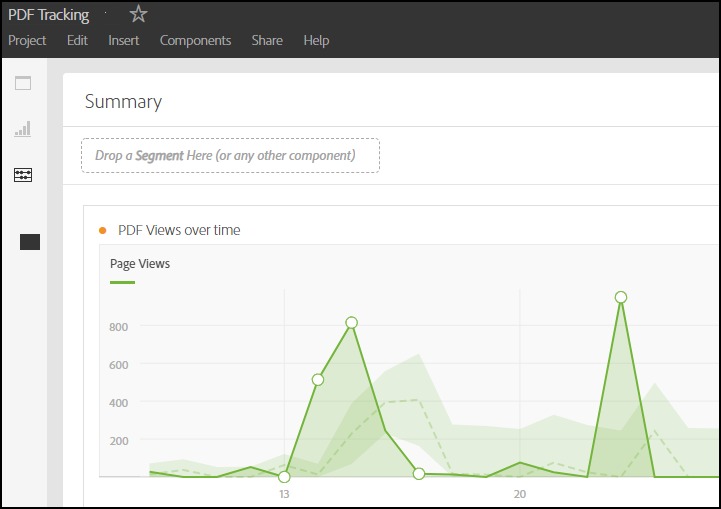 PDF Tracking
Project Edit Insert Components Share Help
Summary
Drop a Segment Here (or any other component)
PDF Views over time
Page Views
800
600
400
200
13 20